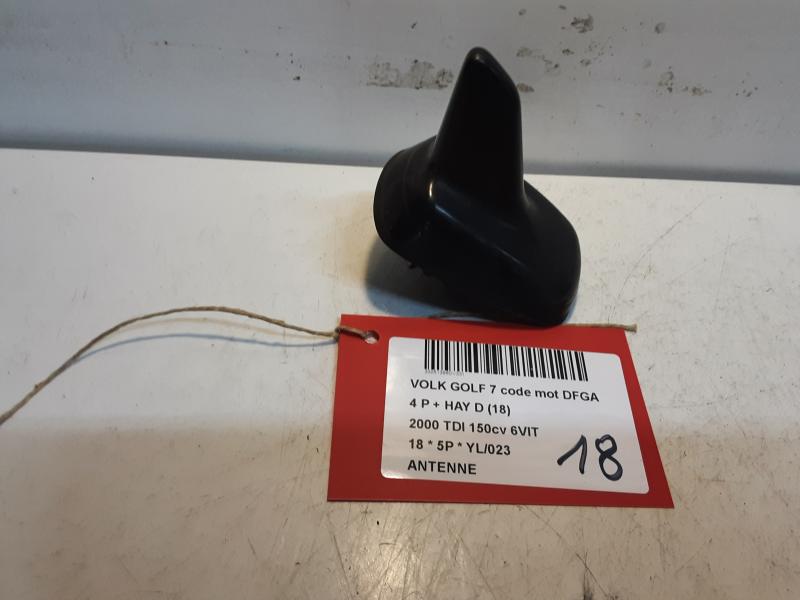 VOLK GOLF 7 code mot DFGA
4 P + HAY D (18)
2000 TDI 150cv 6VIT
18 * 5P * YL/023
ANTENNE
18